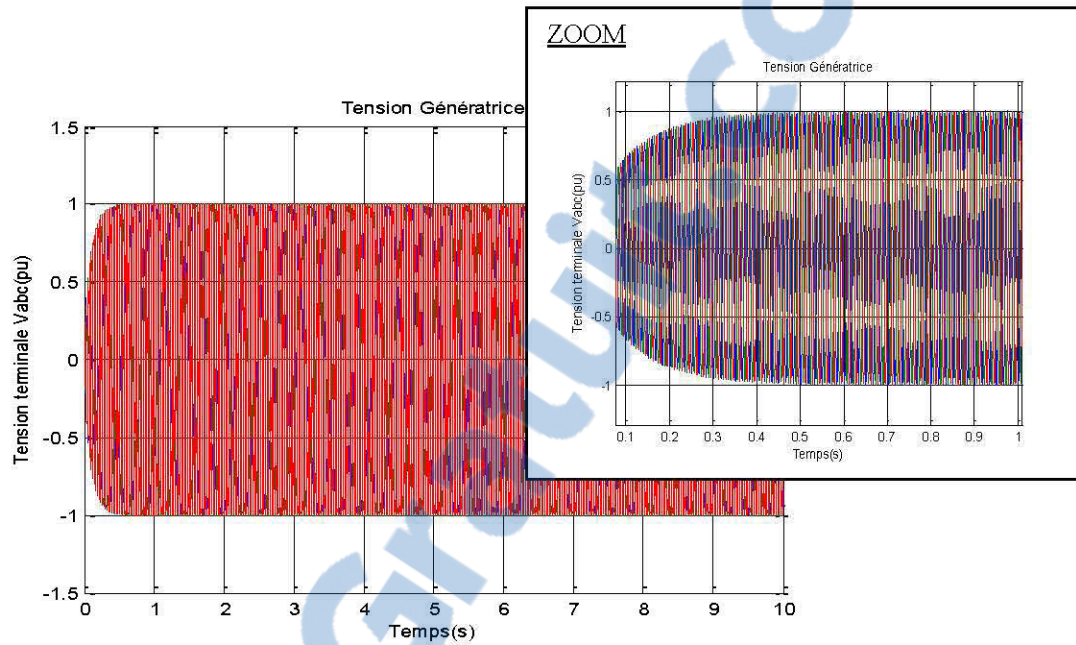 Tension Génératrice
Tension terminale Vabc(pu)
1.5
1
0.5
0
-0.5
-1
-1.5
0 1 2 3 4 5 6 7 8 9 10
Temps(s)
ZOOM
Tension Génératrice
Tension terminale Vabc(pu)
1
0.5
0
-0.5
-1
0.1 0.2 0.3 0.4 0.5 0.6 0.7 0.8 0.9 1
Temps(s)
Gratuit.co